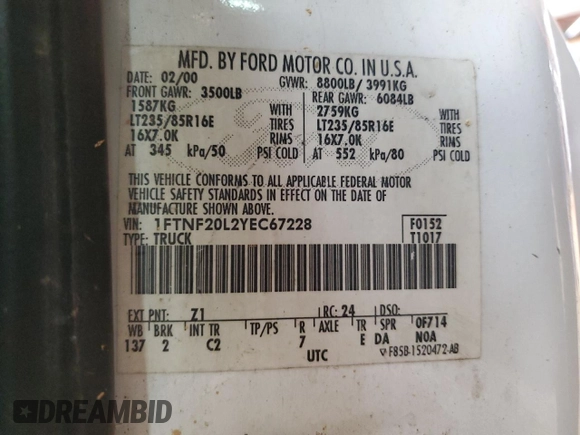 MFD. BY FORD MOTOR CO. IN U.S.A.
DATE: 02/00 GVWR: 8800LB/ 3991KG
FRONT GAWR: 3500LB REAR GAWR: 6084LB
1587KG WITH 2759KG WITH
LT235/85R16E TIRES LT235/85R16E TIRES
16X7.0K RIMS 16X7.0K RIMS
AT 345 kPa/50 PSI COLD AT 552 kPa/80 PSI COLD
THIS VEHICLE CONFORMS TO ALL APPLICABLE FEDERAL MOTOR
VEHICLE SAFETY STANDARDS IN EFFECT ON THE DATE OF
MANUFACTURE SHOWN ABOVE.
VIN: 1FTNF20L2YEC67228 F0152
TYPE: TRUCK T1017
EXT PNT: Z1 RC: 24 DSO:
WB BRK INT TR TP/PS R AXLE TR SPR 0F714
137 2 C2 7 E DA N0A
UTC F85B-1520472-AB
DREAMBID